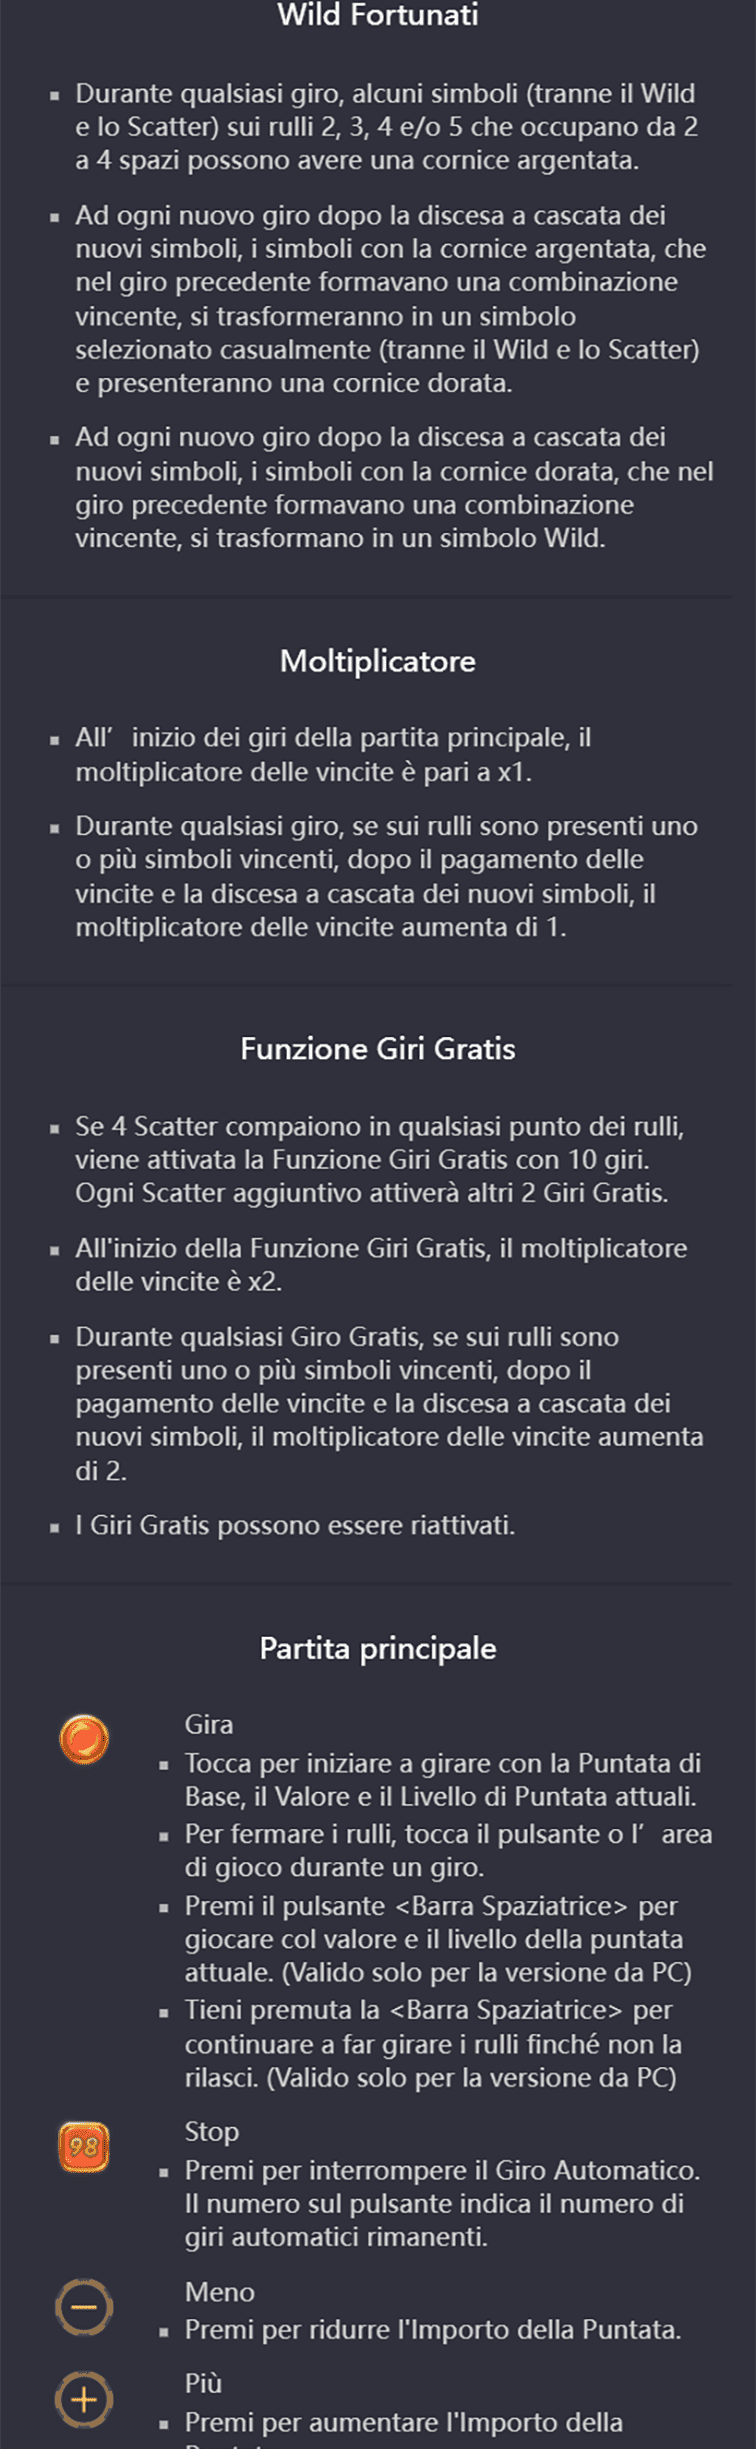 Wild Fortunati
Durante qualsiasi giro, alcuni simboli (tranne il Wild
e lo Scatter) sui rulli 2, 3, 4 e/o 5 che occupano da 2
a 4 spazi possono avere una cornice argentata.
Ad ogni nuovo giro dopo la discesa a cascata dei
nuovi simboli, i simboli con la cornice argentata, che
nel giro precedente formavano una combinazione
vincente, si trasformeranno in un simbolo
selezionato casualmente (tranne il Wild e lo Scatter)
e presenteranno una cornice dorata.
Ad ogni nuovo giro dopo la discesa a cascata dei
nuovi simboli, i simboli con la cornice dorata, che nel
giro precedente formavano una combinazione
vincente, si trasformano in un simbolo Wild.
Moltiplicatore
All’ inizio dei giri della partita principale, il
moltiplicatore delle vincite è pari a x1.
Durante qualsiasi giro, se sui rulli sono presenti uno
o più simboli vincenti, dopo il pagamento delle
vincite e la discesa a cascata dei nuovi simboli, il
moltiplicatore delle vincite aumenta di 1.
Funzione Giri Gratis
Se 4 Scatter compaiono in qualsiasi punto dei rulli,
viene attivata la Funzione Giri Gratis con 10 giri.
Ogni Scatter aggiuntivo attiverà altri 2 Giri Gratis.
All'inizio della Funzione Giri Gratis, il moltiplicatore
delle vincite è x2.
Durante qualsiasi Giro Gratis, se sui rulli sono
presenti uno o più simboli vincenti, dopo il
pagamento delle vincite e la discesa a cascata dei
nuovi simboli, il moltiplicatore delle vincite aumenta
di 2.
I Giri Gratis possono essere riattivati.
Partita principale
Gira
Tocca per iniziare a girare con la Puntata di
Base, il Valore e il Livello di Puntata attuali.
Per fermare i rulli, tocca il pulsante o l’ area
di gioco durante un giro.
Premi il pulsante <Barra Spaziatrice> per
giocare col valore e il livello della puntata
attuale. (Valido solo per la versione da PC)
Tieni premuta la <Barra Spaziatrice> per
continuare a far girare i rulli finché non la
rilasci. (Valido solo per la versione da PC)
98
Stop
Premi per interrompere il Giro Automatico.
Il numero sul pulsante indica il numero di
giri automatici rimanenti.
Meno
Premi per ridurre l'Importo della Puntata.
Più
Premi per aumentare l'Importo della